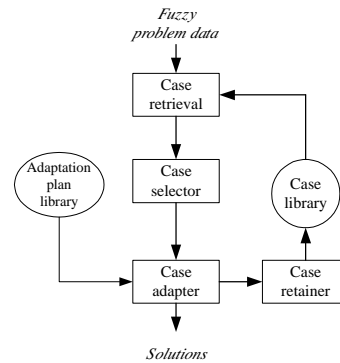 Fuzzy
problem data
Case
retrieval
Adaptation
plan
library
Case
selector
Case
library
Case
adapter
Case
retainer
Solutions